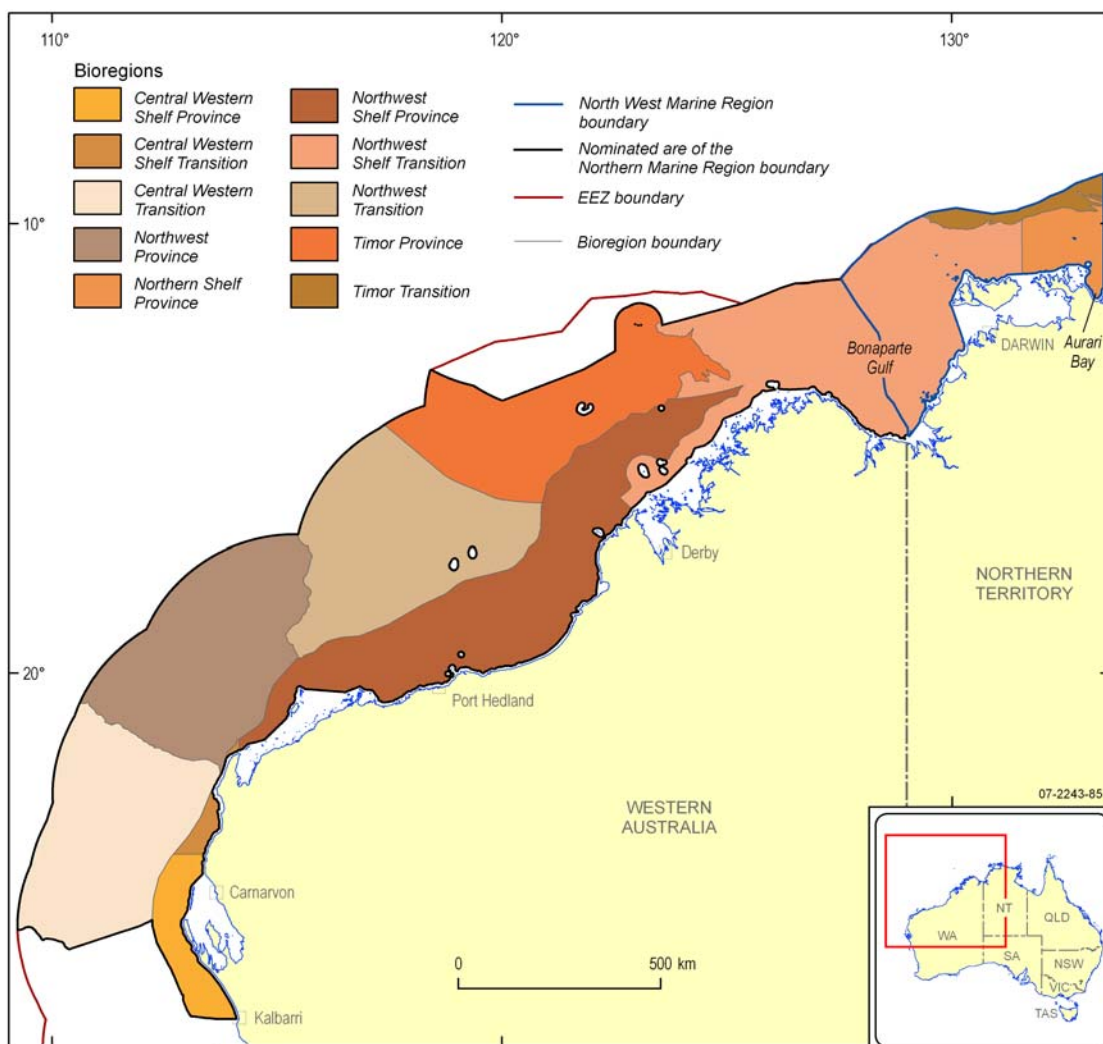 110°
120°
130°
Bioregions
Central Western
Shelf Province
Central Western
Shelf Transition
Central Western
Transition
Northwest
Province
Northern Shelf
Province
Northwest
Shelf Province
Northwest
Shelf Transition
Northwest
Transition
Timor Province
Timor Transition
North West Marine Region
boundary
Nominated are of the
Northern Marine Region boundary
EEZ boundary
Bioregion boundary
10°
Bonaparte
Gulf
DARWIN
Aurari
Bay
Derby
NORTHERN
TERRITORY
20°
Port Hedland
WESTERN
AUSTRALIA
07-2243-85
Carnarvon
0
500 km
Kalbarri
NT
QLD
WA
SA
NSW
VIC
TAS